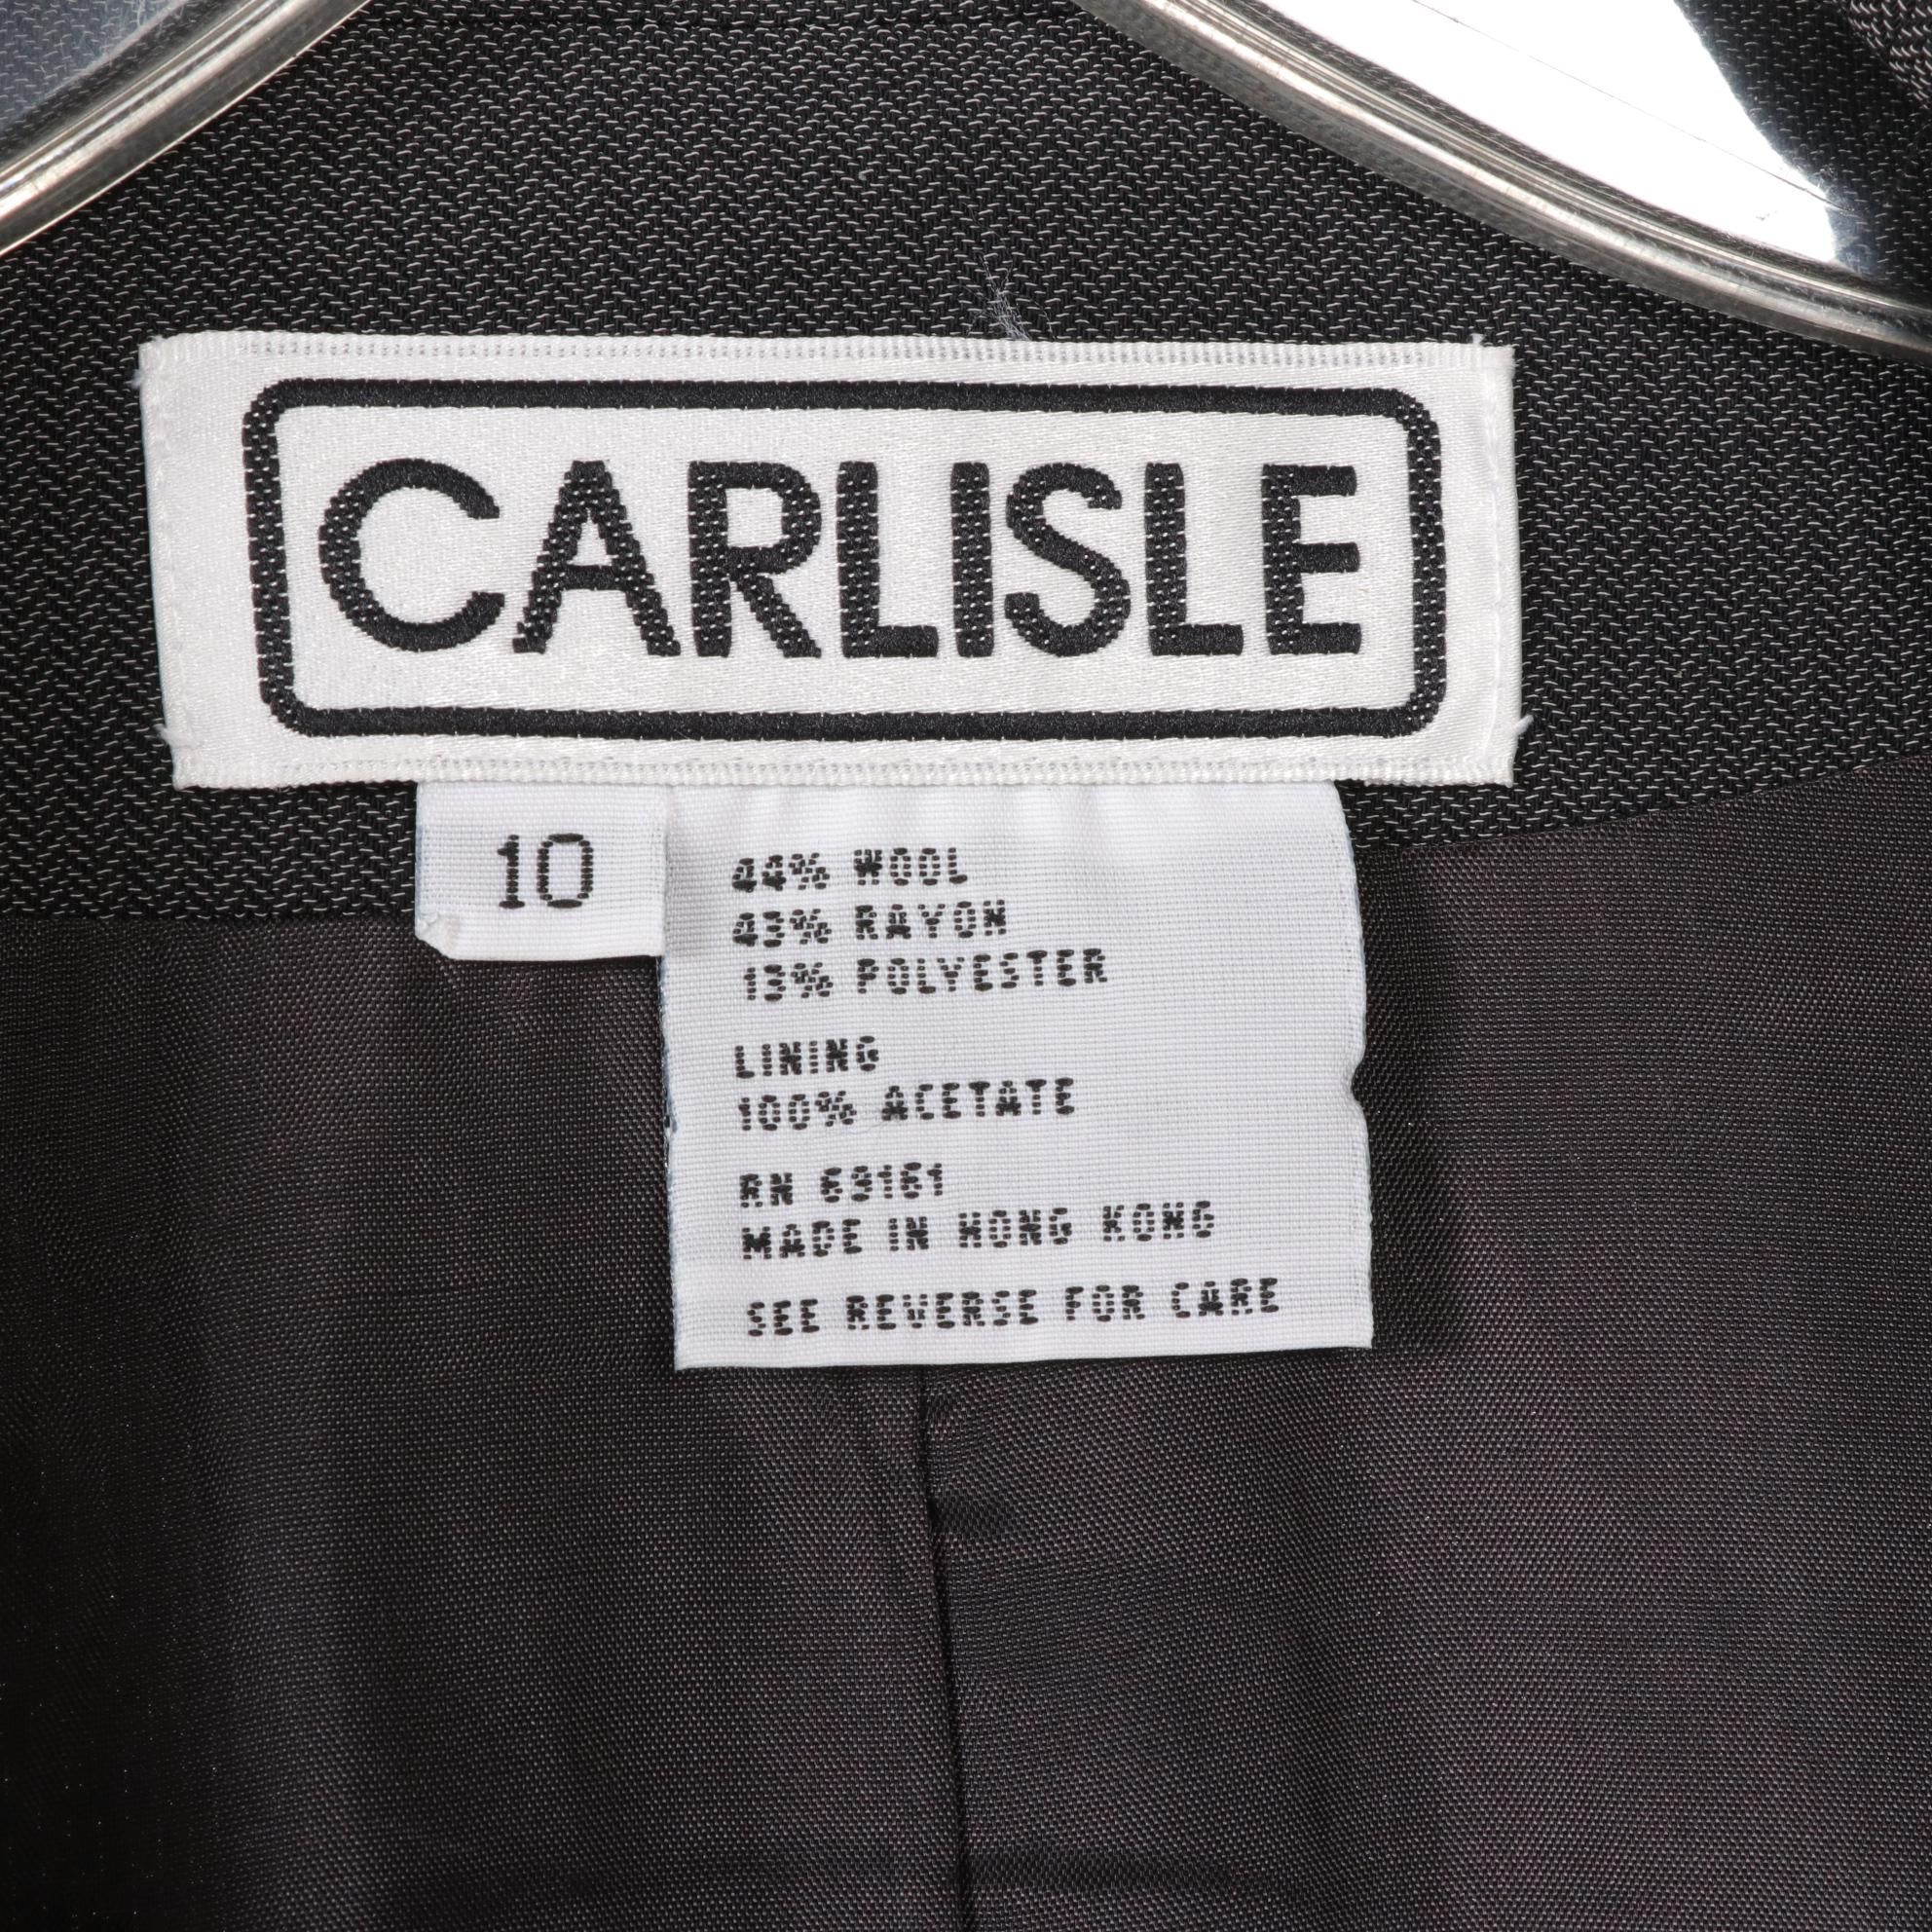 CARLISLE
10
44% WOOL
43% RAYON
13% POLYESTER
LINING
100% ACETATE
RN 69161
MADE IN HONG KONG
SEE REVERSE FOR CARE